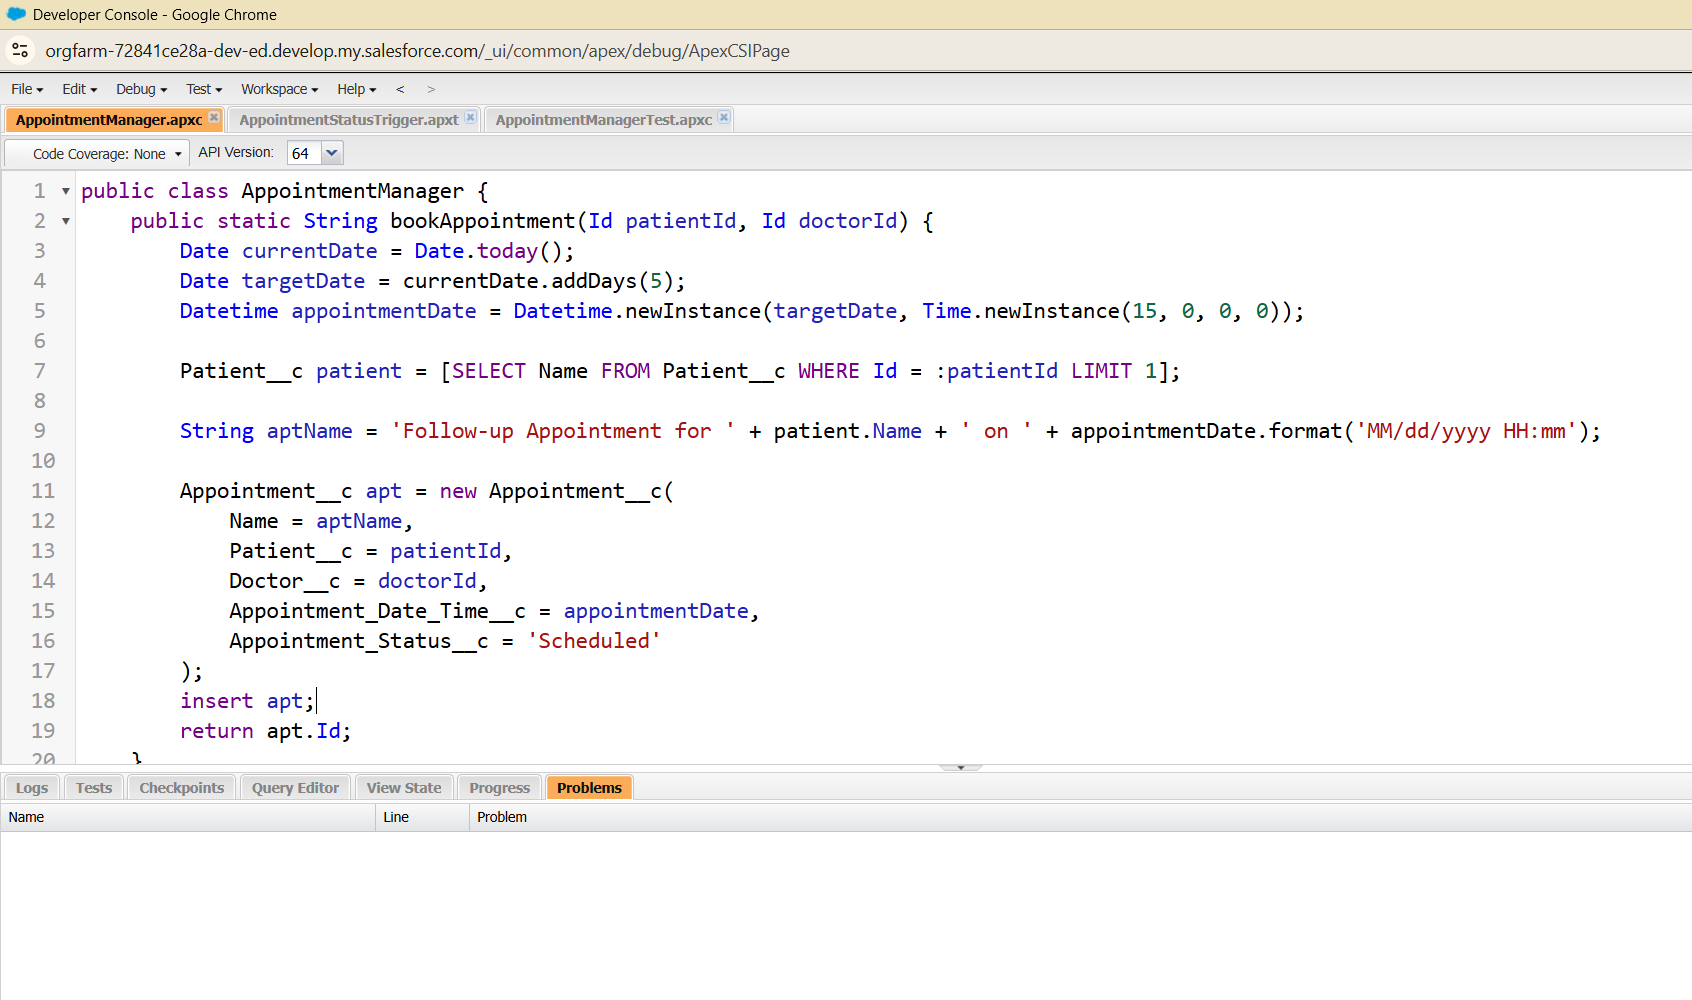 Developer Console - Google Chrome
orgfarm-72841ce28a-dev-ed.develop.my.salesforce.com/_ui/common/apex/debug/ApexCSIPage
File Edit Debug Test Workspace Help < >
AppointmentManager.apxc AppointmentStatusTrigger.apxt AppointmentManagerTest.apxc
Code Coverage: None API Version: 64
1 public class AppointmentManager {
2 public static String bookAppointment(Id patientId, Id doctorId) {
3 Date currentDate = Date.today();
4 Date targetDate = currentDate.addDays(5);
5 Datetime appointmentDate = Datetime.newInstance(targetDate, Time.newInstance(15, 0, 0, 0));
6
7 Patient__c patient = [SELECT Name FROM Patient__c WHERE Id = :patientId LIMIT 1];
8
9 String aptName = 'Follow-up Appointment for ' + patient.Name + ' on ' + appointmentDate.format('MM/dd/yyyy HH:mm');
10
11 Appointment__c apt = new Appointment__c(
12 Name = aptName,
13 Patient__c = patientId,
14 Doctor__c = doctorId,
15 Appointment_Date_Time__c = appointmentDate,
16 Appointment_Status__c = 'Scheduled'
17 );
18 insert apt;
19 return apt.Id;
20 }
Logs Tests Checkpoints Query Editor View State Progress Problems
Name Line Problem